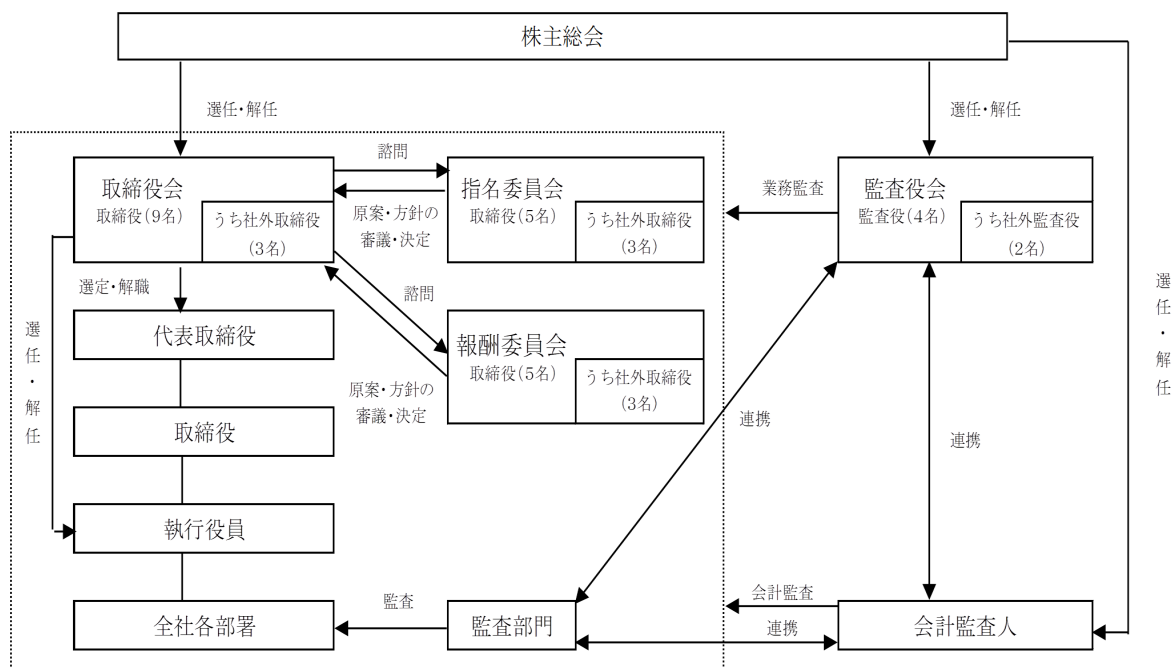 株主総会
選任・解任
選任・解任
取締役会
取締役(9名)
うち社外取締役
(3名)
諮問
原案・方針の
審議・決定
指名委員会
取締役(5名)
うち社外取締役
(3名)
業務監査
監査役会
監査役(4名)
うち社外監査役
(2名)
選定・解職
諮問
選任・解任
代表取締役
報酬委員会
取締役(5名)
うち社外取締役
(3名)
原案・方針の
審議・決定
選任・解任
取締役
連携
連携
執行役員
全社各部署
監査
監査部門
会計監査
連携
会計監査人